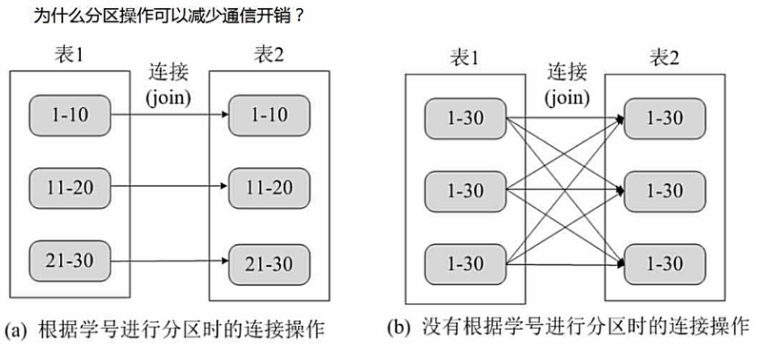 为什么分区操作可以减少通信开销？
表1
连接
(join)
表2
1-10
1-10
11-20
11-20
21-30
21-30
(a) 根据学号进行分区时的连接操作
表1
连接
(join)
表2
1-30
1-30
1-30
1-30
1-30
1-30
(b) 没有根据学号进行分区时的连接操作